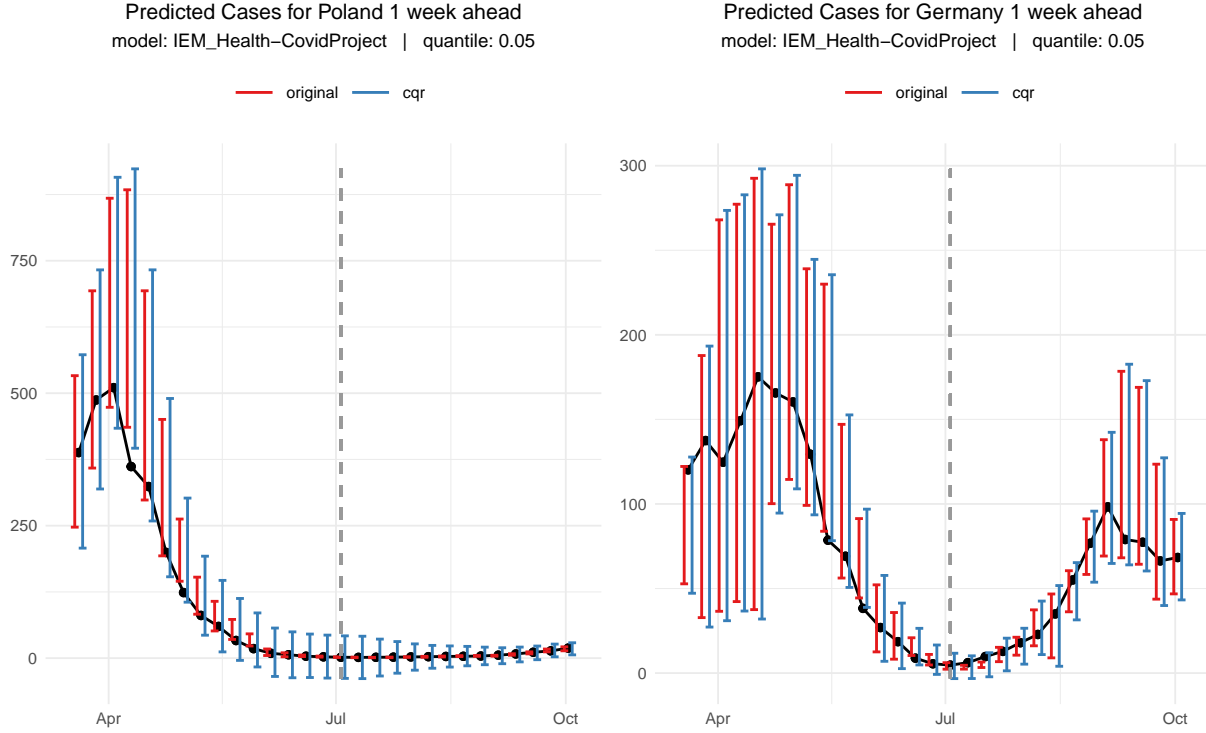 Predicted Cases for Poland 1 week ahead
model: IEM_Health−CovidProject | quantile: 0.05
original cqr
750
500
250
0
Apr Jul Oct
Predicted Cases for Germany 1 week ahead
model: IEM_Health−CovidProject | quantile: 0.05
original cqr
300
200
100
0
Apr Jul Oct